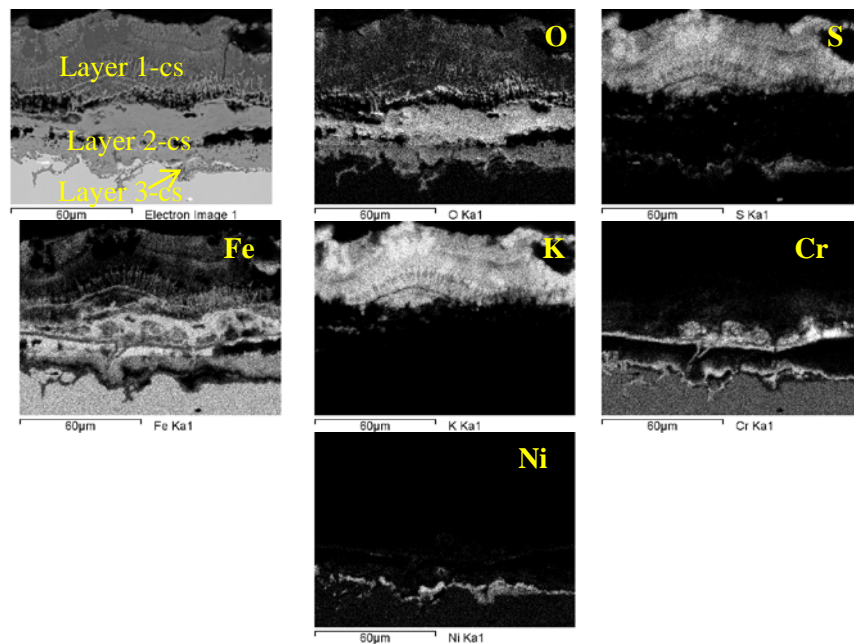 Layer 1-cs
Layer 2-cs
Layer 3-cs
60µm Electron Image 1
O
60µm O Ka1
S
60µm S Ka1
Fe
60µm Fe Ka1
K
60µm K Ka1
Cr
60µm Cr Ka1
Ni
60µm Ni Ka1